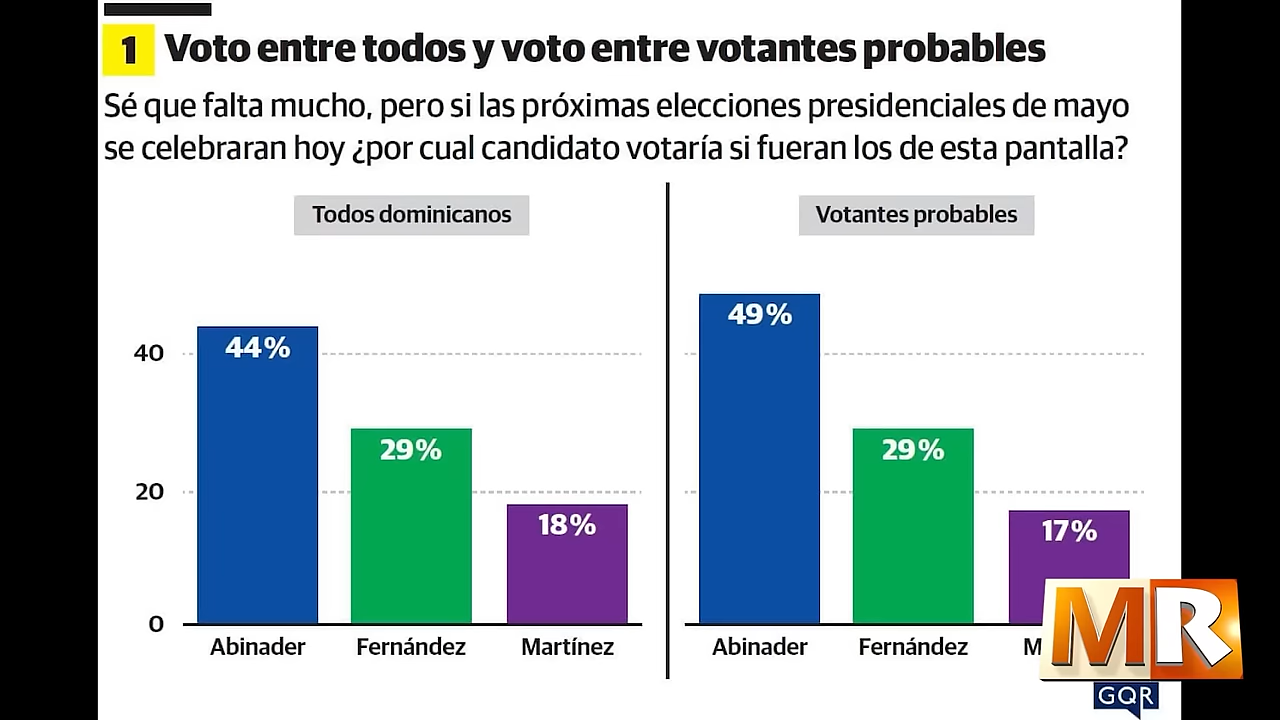 1 Voto entre todos y voto entre votantes probables
Sé que falta mucho, pero si las próximas elecciones presidenciales de mayo
se celebraran hoy ¿por cual candidato votaría si fueran los de esta pantalla?
Todos dominicanos
40
20
0
44%
29%
18%
Abinader
Fernández
Martínez
Votantes probables
49%
29%
17%
Abinader
Fernández
MR
GQR